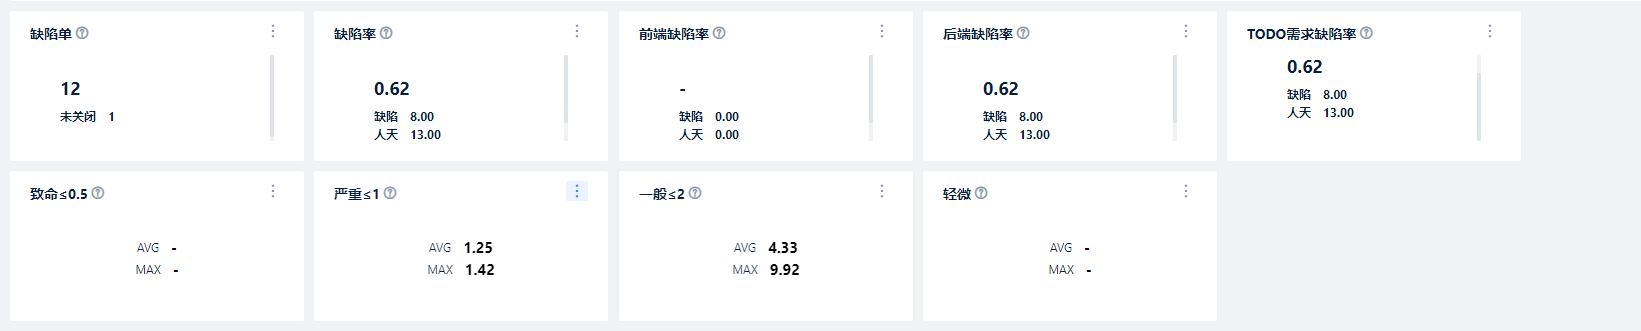 缺陷单
12
未关闭 1
缺陷率
0.62
缺陷 8.00
人天 13.00
前端缺陷率
-
缺陷 0.00
人天 0.00
后端缺陷率
0.62
缺陷 8.00
人天 13.00
TODO需求缺陷率
0.62
缺陷 8.00
人天 13.00
致命≤0.5
AVG -
MAX -
严重≤1
AVG 1.25
MAX 1.42
一般≤2
AVG 4.33
MAX 9.92
轻微
AVG -
MAX -